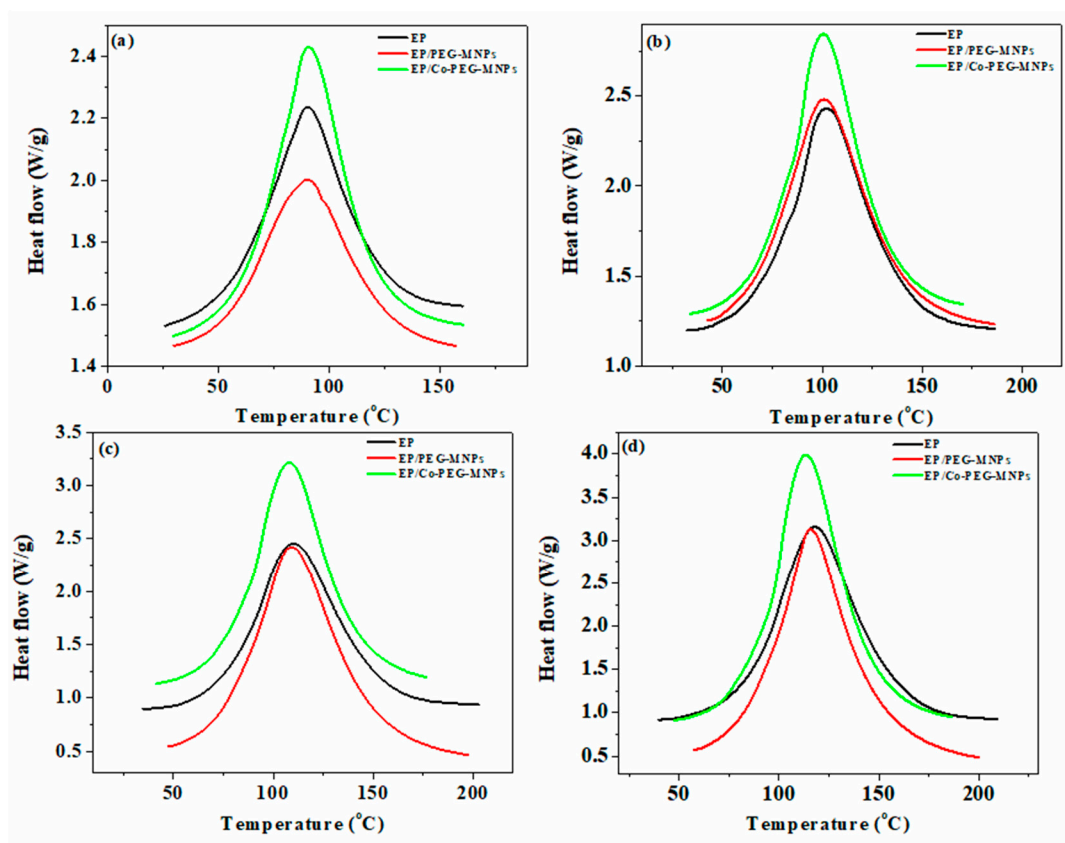 (a)
EP
EP/PEG-MNPs
EP/Co-PEG-MNPs
2.4
2.2
2.0
1.8
1.6
1.4
Heat flow (W/g)
0 50 100 150
Temperature (°C)
(b)
EP
EP/PEG-MNPs
EP/Co-PEG-MNPs
2.5
2.0
1.5
1.0
Heat flow (W/g)
50 100 150 200
Temperature (°C)
(c)
EP
EP/PEG-MNPs
EP/Co-PEG-MNPs
3.5
3.0
2.5
2.0
1.5
1.0
0.5
Heat flow (W/g)
50 100 150 200
Temperature (°C)
(d)
EP
EP/PEG-MNPs
EP/Co-PEG-MNPs
4.0
3.5
3.0
2.5
2.0
1.5
1.0
0.5
Heat flow (W/g)
50 100 150 200
Temperature (°C)